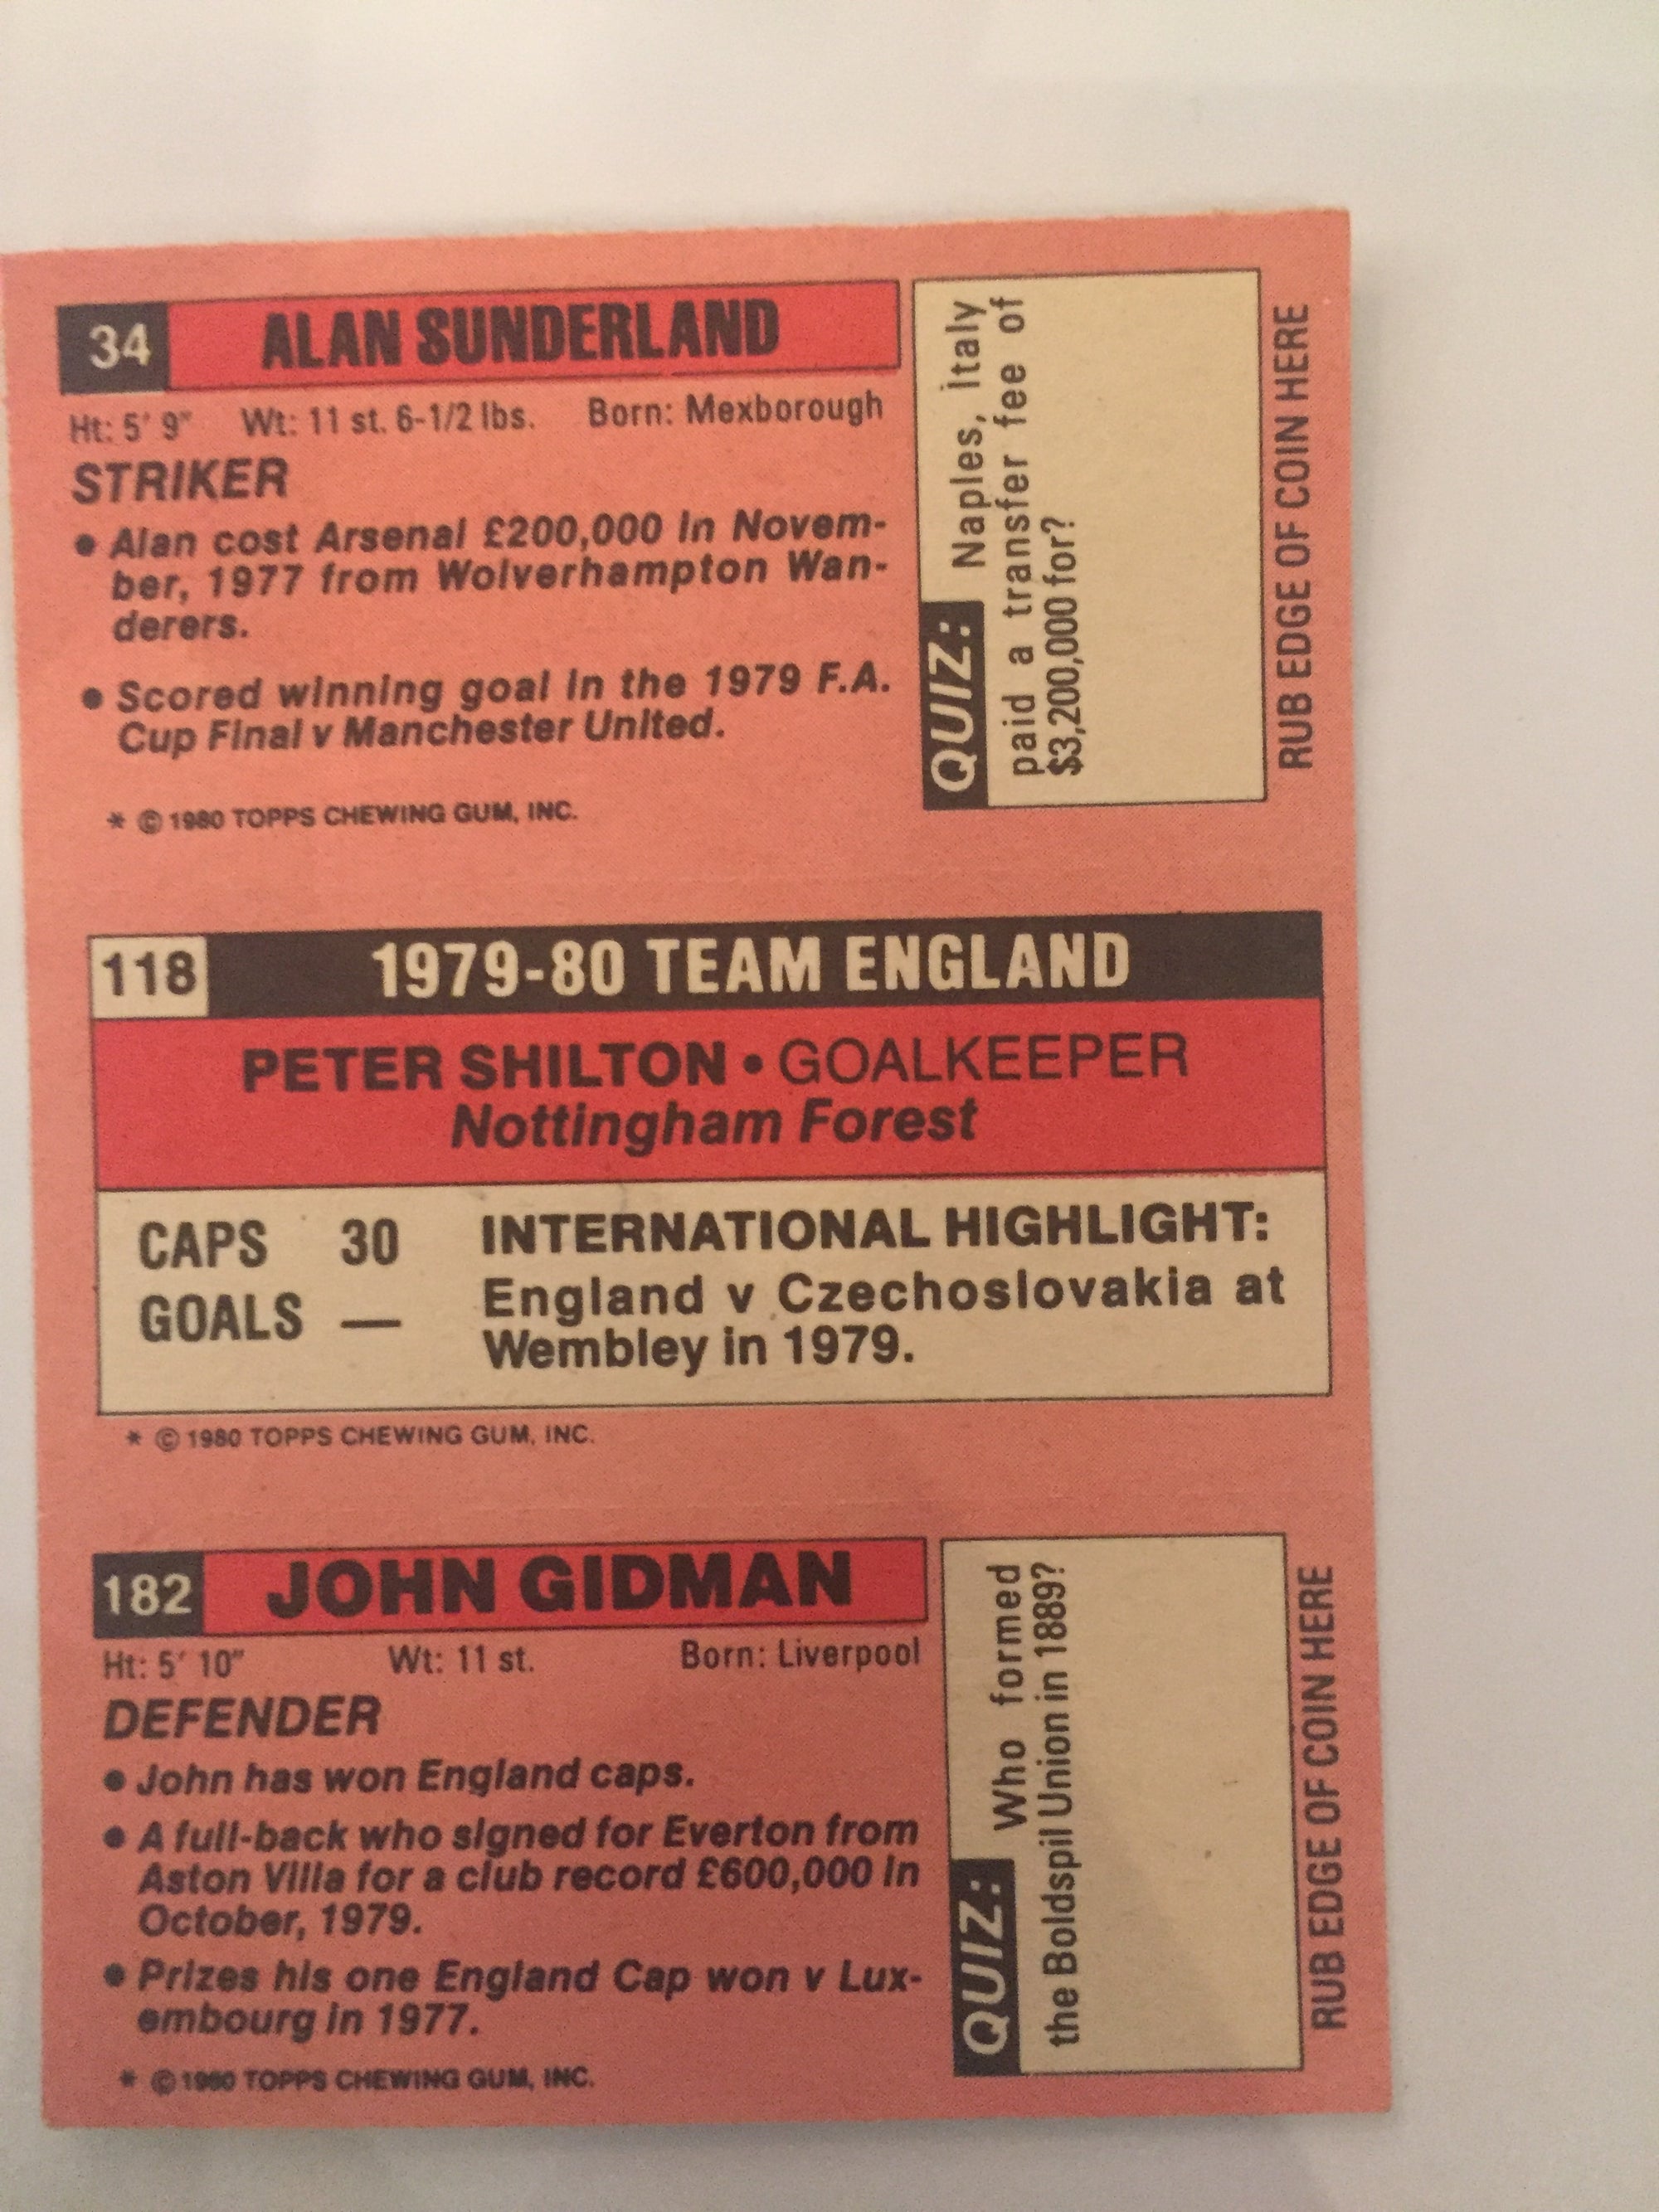 34 ALAN SUNDERLAND
Ht: 5' 9" Wt: 11 st. 6-1/2 lbs. Born: Mexborough
STRIKER
● Alan cost Arsenal £200,000 in Novem-
ber, 1977 from Wolverhampton Wan-
derers.
● Scored winning goal in the 1979 F.A.
Cup Final v Manchester United.
* © 1980 TOPPS CHEWING GUM, INC.
QUIZ: Naples, Italy
paid a transfer fee of
$3,200,000 for?
RUB EDGE OF COIN HERE
118 1979-80 TEAM ENGLAND
PETER SHILTON • GOALKEEPER
Nottingham Forest
CAPS 30
GOALS —
INTERNATIONAL HIGHLIGHT:
England v Czechoslovakia at
Wembley in 1979.
* © 1980 TOPPS CHEWING GUM, INC.
182 JOHN GIDMAN
Ht: 5' 10" Wt: 11 st. Born: Liverpool
DEFENDER
● John has won England caps.
● A full-back who signed for Everton from
Aston Villa for a club record £600,000 in
October, 1979.
● Prizes his one England Cap won v Lux-
embourg in 1977.
* © 1980 TOPPS CHEWING GUM, INC.
QUIZ: Who formed
the Boldspil Union in 1889?
RUB EDGE OF COIN HERE